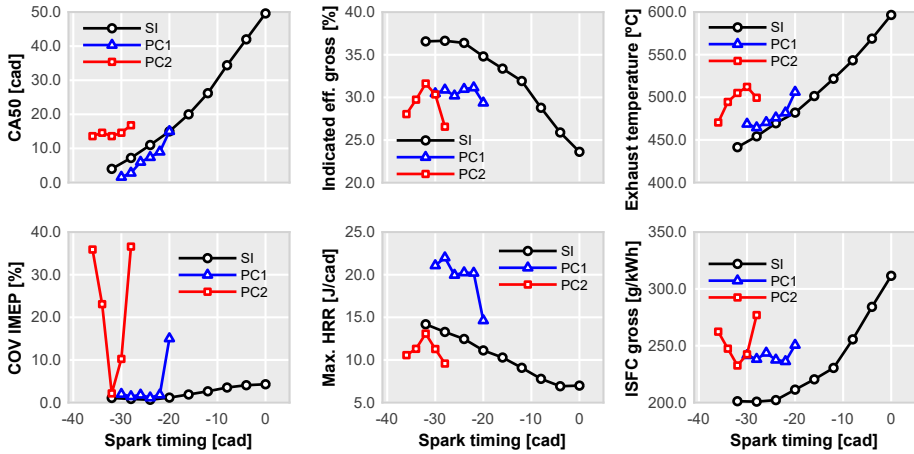 CA50 [cad]
50.0
40.0
30.0
20.0
10.0
0.0
SI
PC1
PC2
Indicated eff. gross [%]
40.0
35.0
30.0
25.0
20.0
SI
PC1
PC2
Exhaust temperature [ºC]
600.0
550.0
500.0
450.0
400.0
SI
PC1
PC2
COV IMEP [%]
40.0
30.0
20.0
10.0
0.0
SI
PC1
PC2
-40 -30 -20 -10 0
Spark timing [cad]
Max. HRR [J/cad]
25.0
20.0
15.0
10.0
5.0
SI
PC1
PC2
-40 -30 -20 -10 0
Spark timing [cad]
ISFC gross [g/kWh]
350.0
300.0
250.0
200.0
SI
PC1
PC2
-40 -30 -20 -10 0
Spark timing [cad]